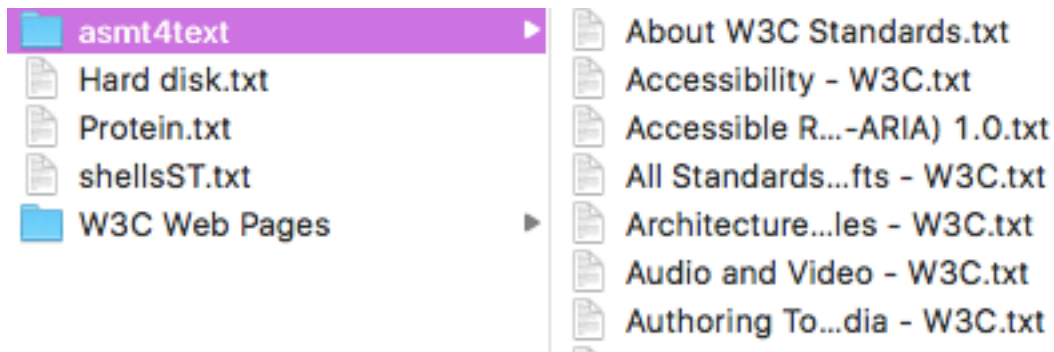 asmt4text
Hard disk.txt
Protein.txt
shellsST.txt
W3C Web Pages
About W3C Standards.txt
Accessibility - W3C.txt
Accessible R...-ARIA) 1.0.txt
All Standards...fts - W3C.txt
Architecture...les - W3C.txt
Audio and Video - W3C.txt
Authoring To...dia - W3C.txt